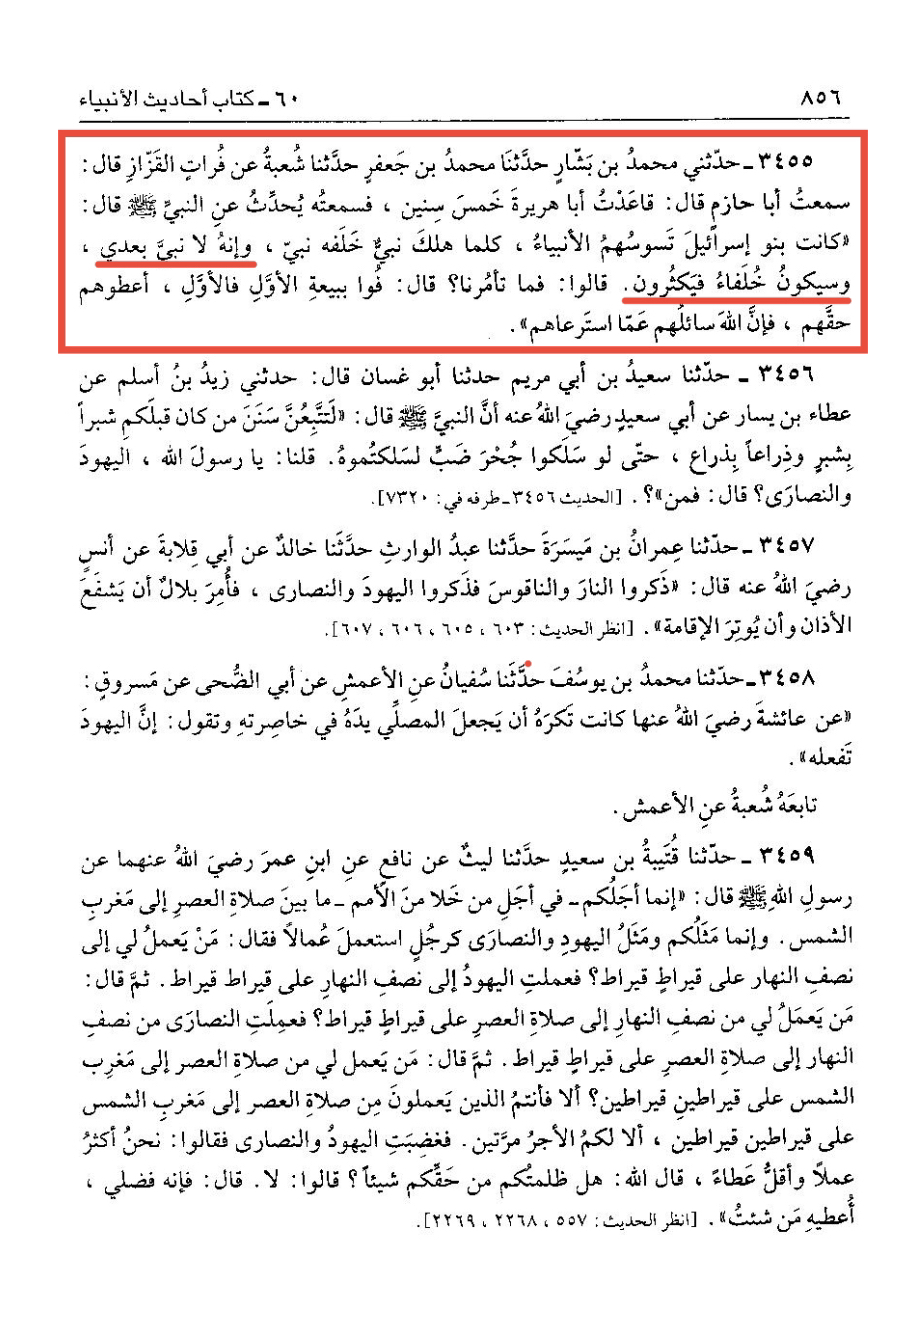 ٨٥٦ ٦٠ ـ كتاب أحاديث الأنبياء
٣٤٥٥ ـ حدّثني محمدُ بن بَشّارٍ حدَّثنَا محمدُ بن جَعفرٍ حدَّثنا شُعبةُ عن فُراتٍ القَزّازِ قال:
سمعتُ أبا حازمٍ قال: قاعَدْتُ أبا هريرةَ خَمسَ سِنين ، فسمعتُه يُحدِّثُ عنِ النبيِّ ﷺ قال:
«كانت بنو إسرائيلَ تَسوسُهمُ الأنبياءُ ، كلما هلكَ نبيٌّ خَلَفه نبيّ ، وإنهُ لا نبيَّ بعدي ،
وسيكونُ خُلَفاءُ فيَكثُرون. قالوا: فما تأمُرنا؟ قال: فُوا ببيعةِ الأوَّلِ فالأوَّلِ ، أعطوهم
حقَّهم ، فإنَّ اللهَ سائلُهم عَمّا استَرعاهم».
٣٤٥٦ ـ حدّثنا سعيدُ بن أبي مريم حدثنا أبو غسان قال: حدثني زيدُ بنُ أسلم عن
عطاء بن يسار عن أبي سعيدٍ رضيَ اللهُ عنه أنَّ النبيَّ ﷺ قال: «لَتَتَّبِعُنَّ سَنَنَ من كان قبلَكم شبراً
بِشبرٍ وذِراعاً بِذراع ، حتّى لو سَلَكوا جُحْرَ ضَبٍّ لسَلكتُموهُ. قلنا: يا رسولَ الله ، اليهودَ
والنصارَى؟ قال: فمن»؟. [الحديث ٣٤٥٦ ـ طرفه في: ٧٣٢٠].
٣٤٥٧ ـ حدّثنا عِمرانُ بن مَيسَرَةَ حدَّثنا عبدُ الوارثِ حدَّثَنا خالدٌ عن أبي قِلابةَ عن أنسٍ
رضيَ اللهُ عنه قال: «ذَكروا النارَ والناقوسَ فذَكروا اليهودَ والنصارى ، فأُمِرَ بلالٌ أن يَشفَعَ
الأذان وأن يُوتِرَ الإقامة». [انظر الحديث: ٦٠٣ ، ٦٠٥ ، ٦٠٦ ، ٦٠٧].
٣٤٥٨ ـ حدّثنا محمدُ بن يوسُفَ حدَّثَنا سُفيانُ عنِ الأعمشِ عن أبي الضُّحى عن مَسروقٍ:
«عن عائشةَ رضيَ اللهُ عنها كانت تَكرَهُ أن يَجعلَ المصلِّي يدَهُ في خاصِرتهِ وتقول: إنَّ اليهودَ
تَفعله».
تابعَهُ شُعبةُ عنِ الأعمش.
٣٤٥٩ ـ حدّثنا قُتَيبةُ بن سعيدٍ حدَّثنا ليثٌ عن نافعٍ عنِ ابنِ عمرَ رضيَ اللهُ عنهما عن
رسولِ اللهِ ﷺ قال: «إنما أجَلُكم ـ في أجَلِ من خَلا منَ الأمم ـ ما بينَ صلاةِ العصرِ إلى مَغربِ
الشمس. وإنما مَثَلُكم ومَثَلُ اليهودِ والنصارَى كرجُلٍ استعملَ عُمالاً فقال: مَنْ يَعملُ لي إلى
نصفِ النهار على قيراطٍ قيراط؟ فعملتِ اليهودُ إلى نصفِ النهارِ على قيراط قيراط. ثمَّ قال:
مَن يَعمَلُ لي من نصفِ النهارِ إلى صلاةِ العصرِ على قيراطٍ قيراط؟ فعمِلَتِ النصارَى من نصفِ
النهار إلى صلاةِ العصرِ على قيراطٍ قيراط. ثمَّ قال: مَن يَعمل لي من صلاةِ العصر إلى مَغرِب
الشمس على قيراطين قيراطين؟ ألا فأنتمُ الذين يَعملونَ مِن صلاةِ العصر إلى مَغربِ الشمس
على قيراطين قيراطين ، ألا لكمُ الأجرُ مرَّتين. فغضِبَتِ اليهودُ والنصارى فقالوا: نحنُ أكثرُ
عملاً وأقلُّ عَطاءً ، قال الله: هل ظلمتُكم من حَقِّكم شيئاً؟ قالوا: لا. قال: فإنه فضلي ،
أُعطيهِ مَن شئتُ». [انظر الحديث: ٥٥٧ ، ٢٢٦٨ ، ٢٢٦٩].